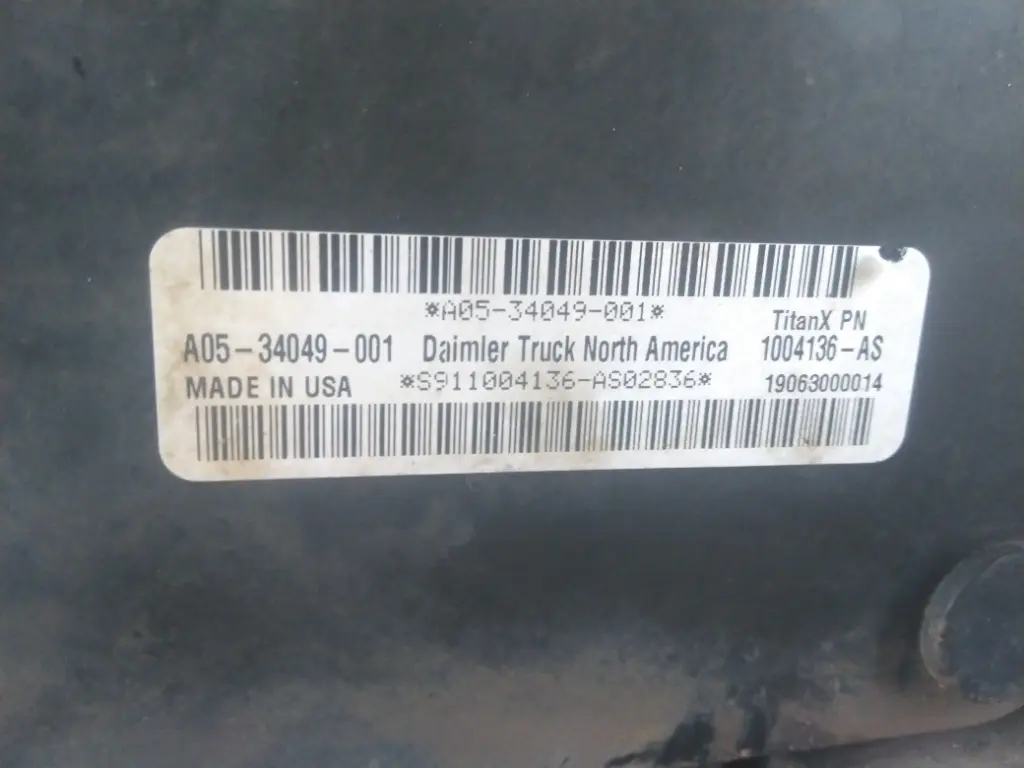 *A05-34049-001*
TitanX PN
A05-34049-001 Daimler Truck North America 1004136-AS
MADE IN USA *S911004136-AS02836* 19063000014